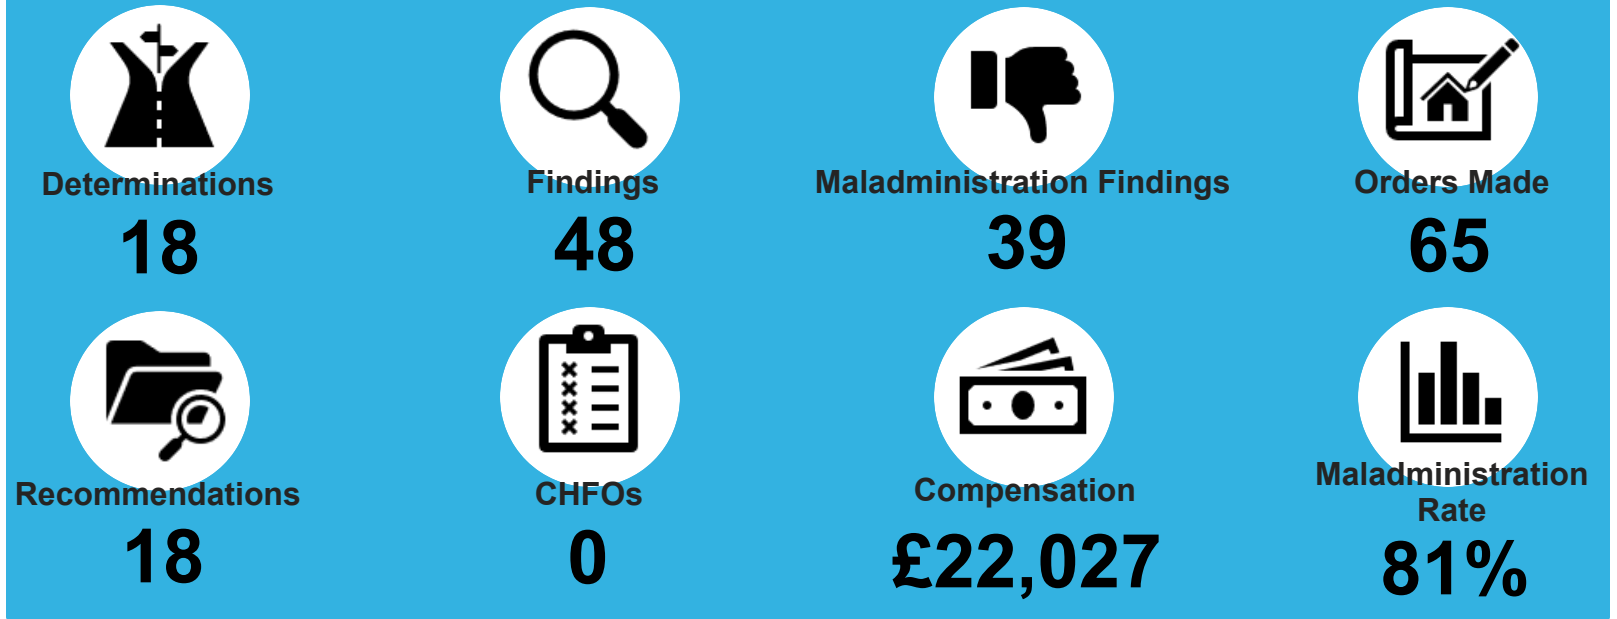 Determinations
18
Findings
48
Maladministration Findings
39
Orders Made
65
Recommendations
18
CHFOs
0
Compensation
£22,027
Maladministration
Rate
81%